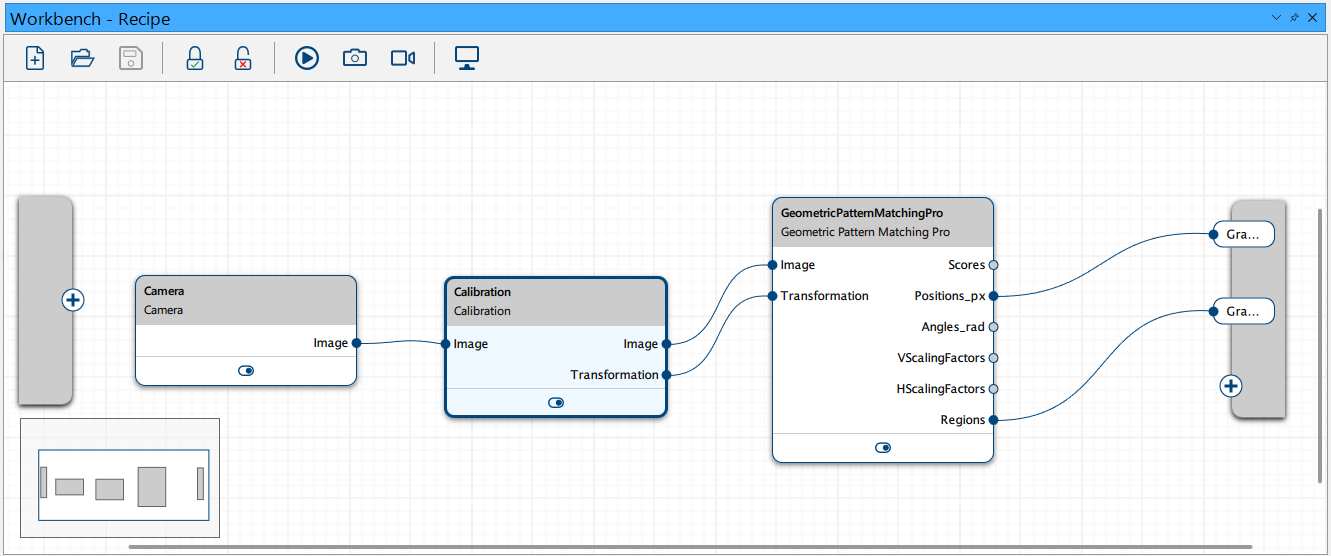 Workbench - Recipe
Camera
Camera
Image
Calibration
Calibration
Image
Image
Transformation
GeometricPatternMatchingPro
Geometric Pattern Matching Pro
Image
Scores
Transformation
Positions_px
Angles_rad
VScalingFactors
HScalingFactors
Regions
Gra...
Gra...